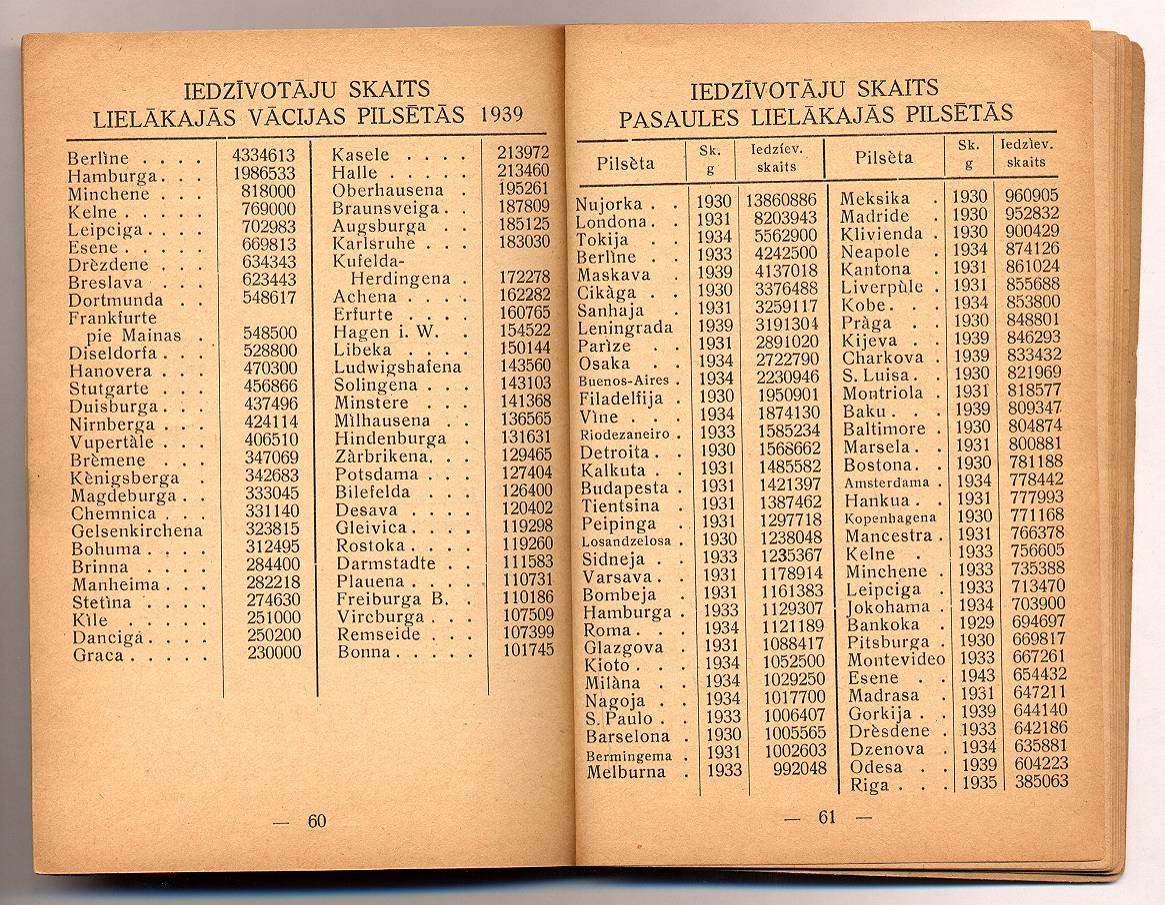 IEDZĪVOTĀJU SKAITS
LIELĀKAJĀS VĀCIJAS PILSĒTĀS 1939
Berlìne . . . . 4334613
Hamburga. . . 1986533
Minchene . . . 818000
Kelne . . . . . 769000
Leipciga . . . . 702983
Esene . . . . . 669813
Drèzdene . . . 634343
Breslava . . . 623443
Dortmunda . . 548617
Frankfurte
pie Mainas . 548500
Diseldorfa . . . 528800
Hanovera . . . 470300
Stutgarte . . . 456866
Duisburga . . . 437496
Nirnberga . . . 424114
Vupertàle . . . 406510
Brèmene . . . 347069
Kènigsberga . 342683
Magdeburga . . 333045
Chemnica . . . 331140
Gelsenkirchena 323815
Bohuma . . . . 312495
Brinna . . . . 284400
Manheima . . . 282218
Stetìna . . . . 274630
Kìle . . . . . 251000
Dancigà . . . . 250200
Graca . . . . . 230000
Kasele . . . . 213972
Halle . . . . . 213460
Oberhausena . 195261
Braunsveiga . . 187809
Augsburga . . 185125
Karlsruhe . . . 183030
Kufelda-
Herdingena . 172278
Achena . . . . 162282
Erfurte . . . . 160765
Hagen i. W. . 154522
Libeka . . . . 150144
Ludwigshafena 143560
Solingena . . . 143103
Minstere . . . 141368
Milhausena . . 136565
Hindenburga . 131631
Zàrbrikena. . . 129465
Potsdama . . . 127404
Bilefelda . . . 126400
Desava . . . . 120402
Gleivica . . . . 119298
Rostoka . . . . 119260
Darmstadte . . 111583
Plauena . . . . 110731
Freiburga B. . 110186
Vircburga . . . 107509
Remseide . . . 107399
Bonna . . . . . 101745
— 60
IEDZĪVOTĀJU SKAITS
PASAULES LIELĀKAJĀS PILSĒTĀS
Pilsèta Sk. g Iedzíev. skaits
Nujorka . . 1930 13860886
Londona . . 1931 8203943
Tokija . . 1934 5562900
Berlìne . . 1933 4242500
Maskava . 1939 4137018
Cikàga . . 1930 3376488
Sanhaja . 1931 3259117
Leningrada 1939 3191304
Parìze . . 1931 2891020
Osaka . . 1934 2722790
Buenos-Aires . 1934 2230946
Filadelfija . 1930 1950901
Vìne . . . 1934 1874130
Riodezaneiro . 1933 1585234
Detroita . . 1930 1568662
Kalkuta . . 1931 1485582
Budapesta . 1931 1421397
Tientsina . 1931 1387462
Peipinga . 1931 1297718
Losandzelosa . 1930 1238048
Sidneja . . 1933 1235367
Varsava . . 1931 1178914
Bombeja . 1931 1161383
Hamburga . 1933 1129307
Roma . . . 1934 1121189
Glazgova . 1931 1088417
Kioto . . . 1934 1052500
Milàna . . 1934 1029250
Nagoja . . 1934 1017700
S. Paulo . . 1933 1006407
Barselona . 1930 1005565
Bermingema . 1931 1002603
Melburna . 1933 992048
Pilsèta Sk. g Iedzìev. skaits
Meksika . 1930 960905
Madride . 1930 952832
Klivienda . 1930 900429
Neapole . 1934 874126
Kantona . 1931 861024
Liverpùle . 1931 855688
Kobe . . . 1934 853800
Pràga . . 1930 848801
Kijeva . . 1939 846293
Charkova . 1939 833432
S. Luisa . . 1930 821969
Montriola . 1931 818577
Baku . . . 1939 809347
Baltimore . 1930 804874
Marsela . . 1931 800881
Bostona . . 1930 781188
Amsterdama . 1934 778442
Hankua . . 1931 777993
Kopenhagena 1930 771168
Mancestra . 1931 766378
Kelne . . 1933 756605
Minchene . 1933 735388
Leipciga . 1933 713470
Jokohama . 1934 703900
Bankoka . 1929 694697
Pitsburga . 1930 669817
Montevideo 1933 667261
Esene . . 1943 654432
Madrasa . 1931 647211
Gorkija . . 1939 644140
Drèsdene . 1933 642186
Dzenova . 1934 635881
Odesa . . 1939 604223
Riga . . . 1935 385063
— 61 —